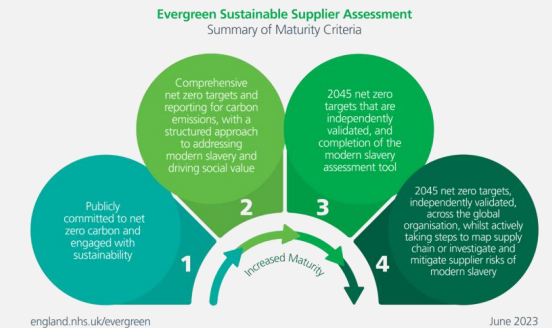 Evergreen Sustainable Supplier Assessment
Summary of Maturity Criteria
Publicly
committed to net
zero carbon and
engaged with
sustainability
1
Comprehensive
net zero targets and
reporting for carbon
emissions, with a
structured approach
to addressing
modern slavery and
driving social value
2
2045 net zero
targets that are
independently
validated, and
completion of the
modern slavery
assessment tool
3
2045 net zero targets,
independently validated,
across the global
organisation, whilst actively
taking steps to map supply
chain or investigate and
mitigate supplier risks of
modern slavery
4
Increased Maturity
england.nhs.uk/evergreen
June 2023